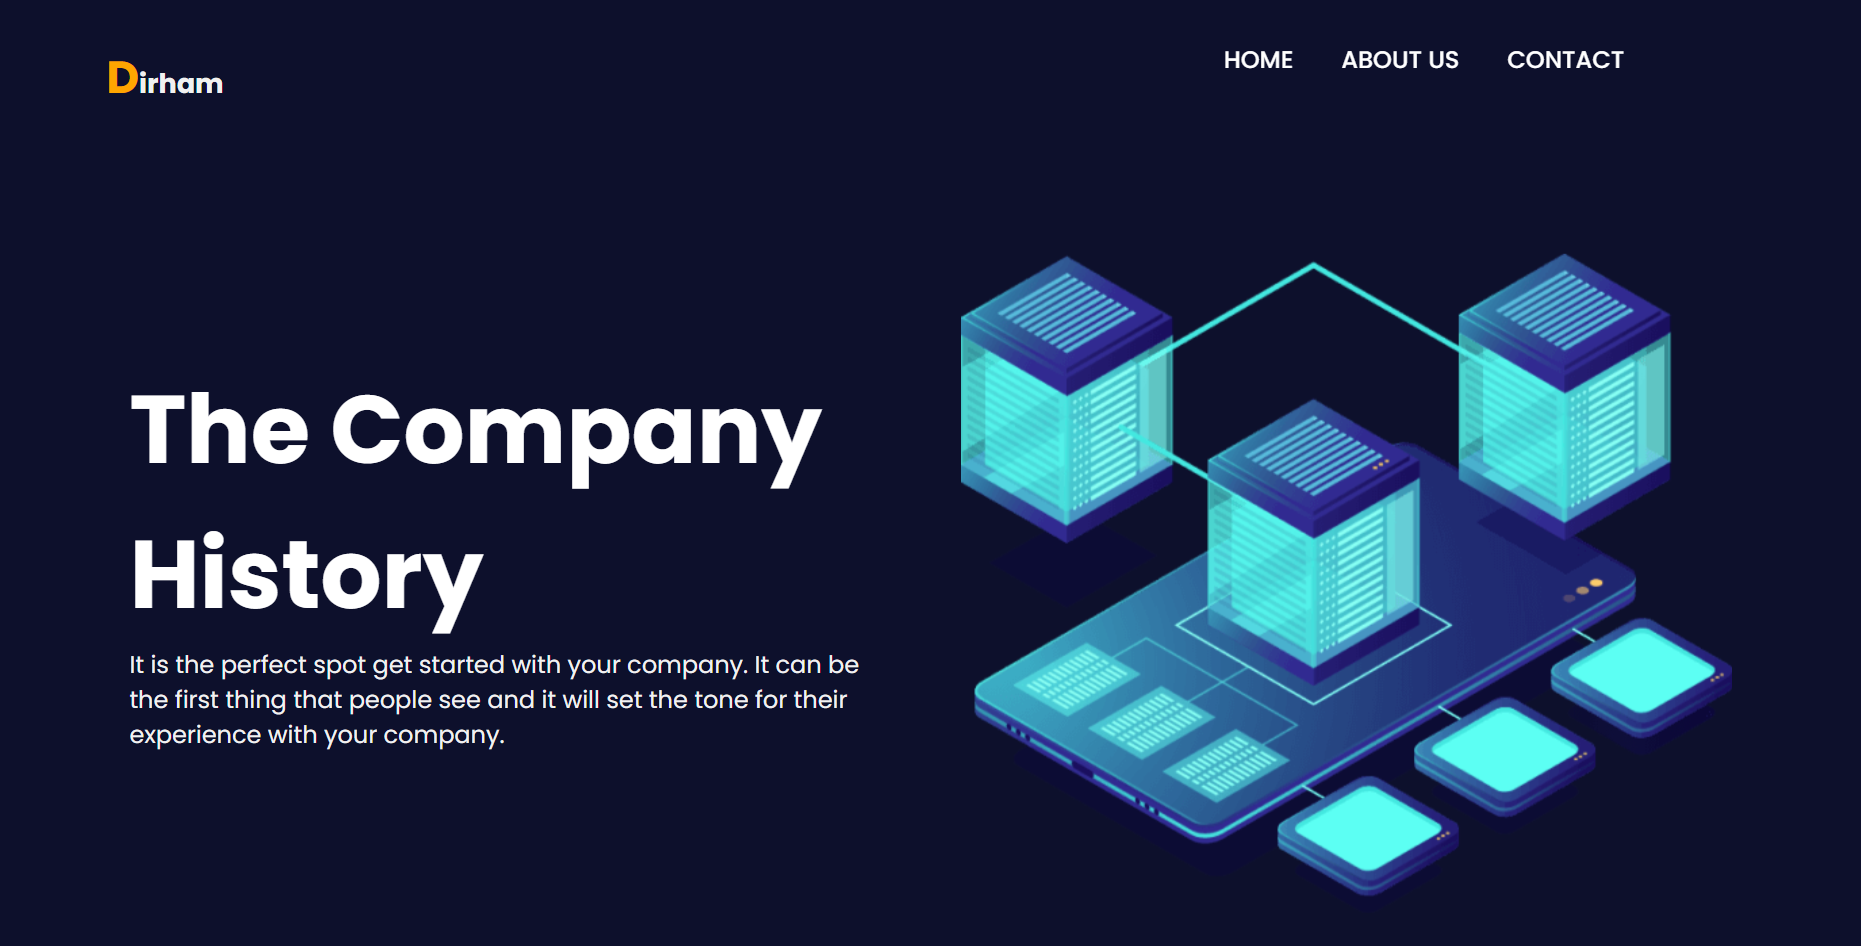 Dirham
HOME ABOUT US CONTACT
The Company
History
It is the perfect spot get started with your company. It can be
the first thing that people see and it will set the tone for their
experience with your company.